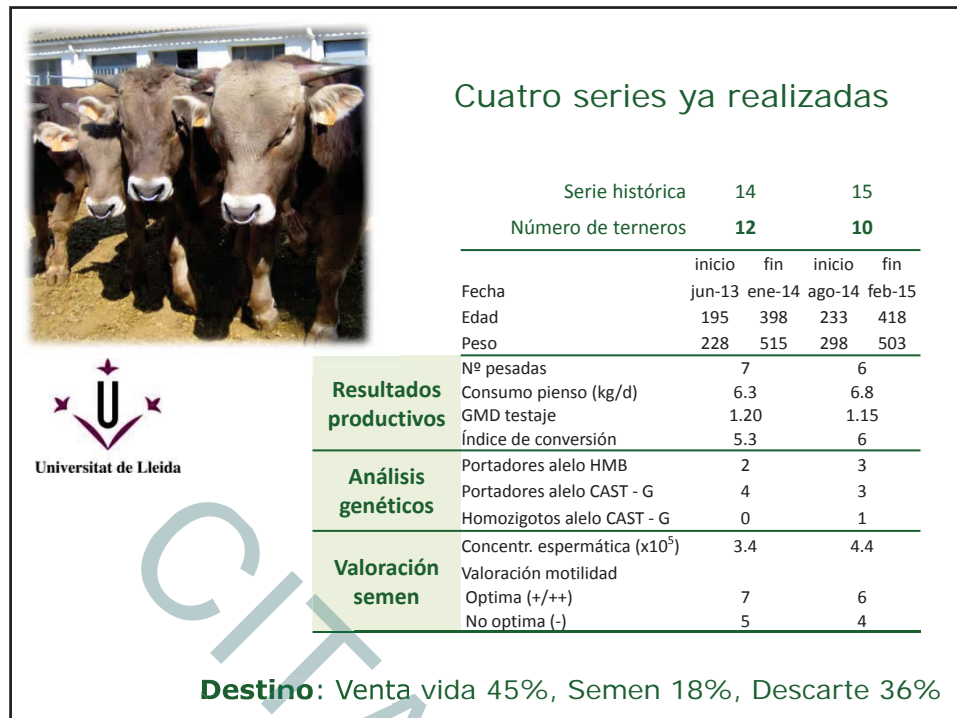 Cuatro series ya realizadas
Serie histórica 14 15
Número de terneros 12 10
inicio fin inicio fin
Fecha jun-13 ene-14 ago-14 feb-15
Edad 195 398 233 418
Peso 228 515 298 503
Resultados productivos
Nº pesadas 7 6
Consumo pienso (kg/d) 6.3 6.8
GMD testaje 1.20 1.15
Índice de conversión 5.3 6
Análisis genéticos
Portadores alelo HMB 2 3
Portadores alelo CAST - G 4 3
Homozigotos alelo CAST - G 0 1
Valoración semen
Concentr. espermática (x10⁵) 3.4 4.4
Valoración motilidad
Optima (+/++) 7 6
No optima (-) 5 4
U
Universitat de Lleida
CITA
Destino: Venta vida 45%, Semen 18%, Descarte 36%